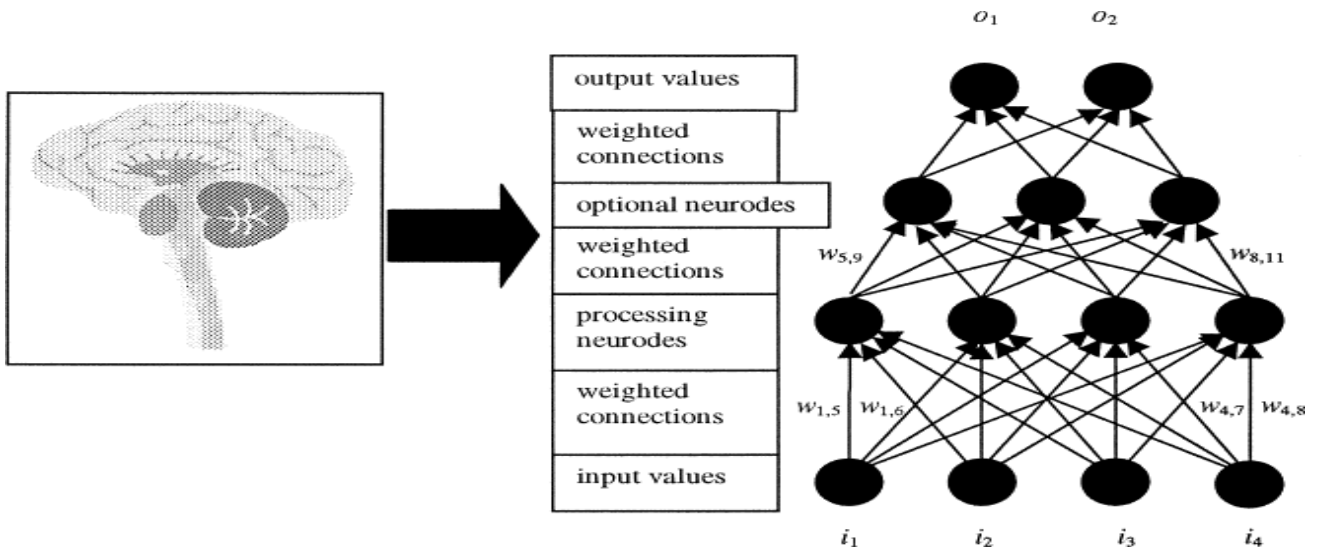 o1 o2
output values
weighted
connections
optional neurodes
weighted
connections
w5,9 w8,11
processing
neurodes
weighted
connections
w1,5 w1,6 w4,7 w4,8
input values
i1 i2 i3 i4